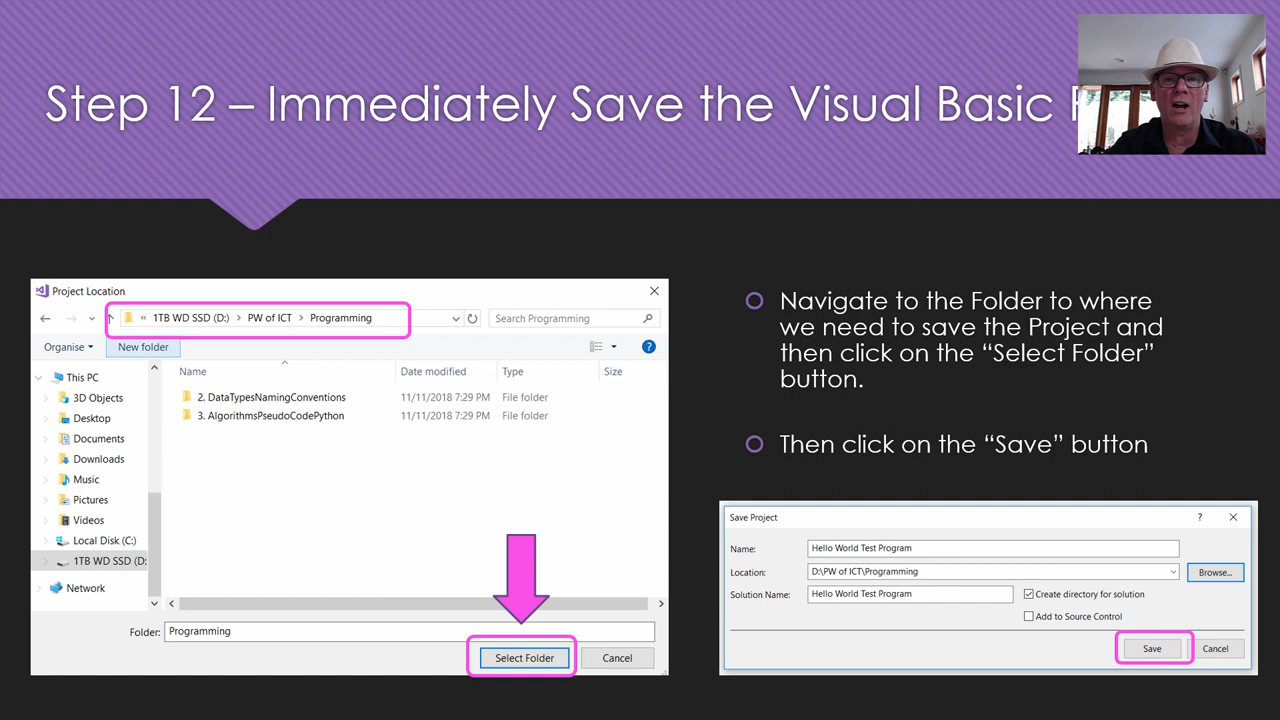 Step 12 – Immediately Save the Visual Basic
Project Location
« 1TB WD SSD (D:) > PW of ICT > Programming
Search Programming
Organise
New folder
Name
Date modified
Type
Size
This PC
3D Objects
Desktop
Documents
Downloads
Music
Pictures
Videos
Local Disk (C:)
1TB WD SSD (D:
Network
2. DataTypesNamingConventions 11/11/2018 7:29 PM File folder
3. AlgorithmsPseudoCodePython 11/11/2018 7:29 PM File folder
Folder: Programming
Select Folder
Cancel
Navigate to the Folder to where
we need to save the Project and
then click on the “Select Folder”
button.
Then click on the “Save” button
Save Project
?
Name: Hello World Test Program
Location: D:\PW of ICT\Programming
Browse...
Solution Name: Hello World Test Program
Create directory for solution
Add to Source Control
Save
Cancel